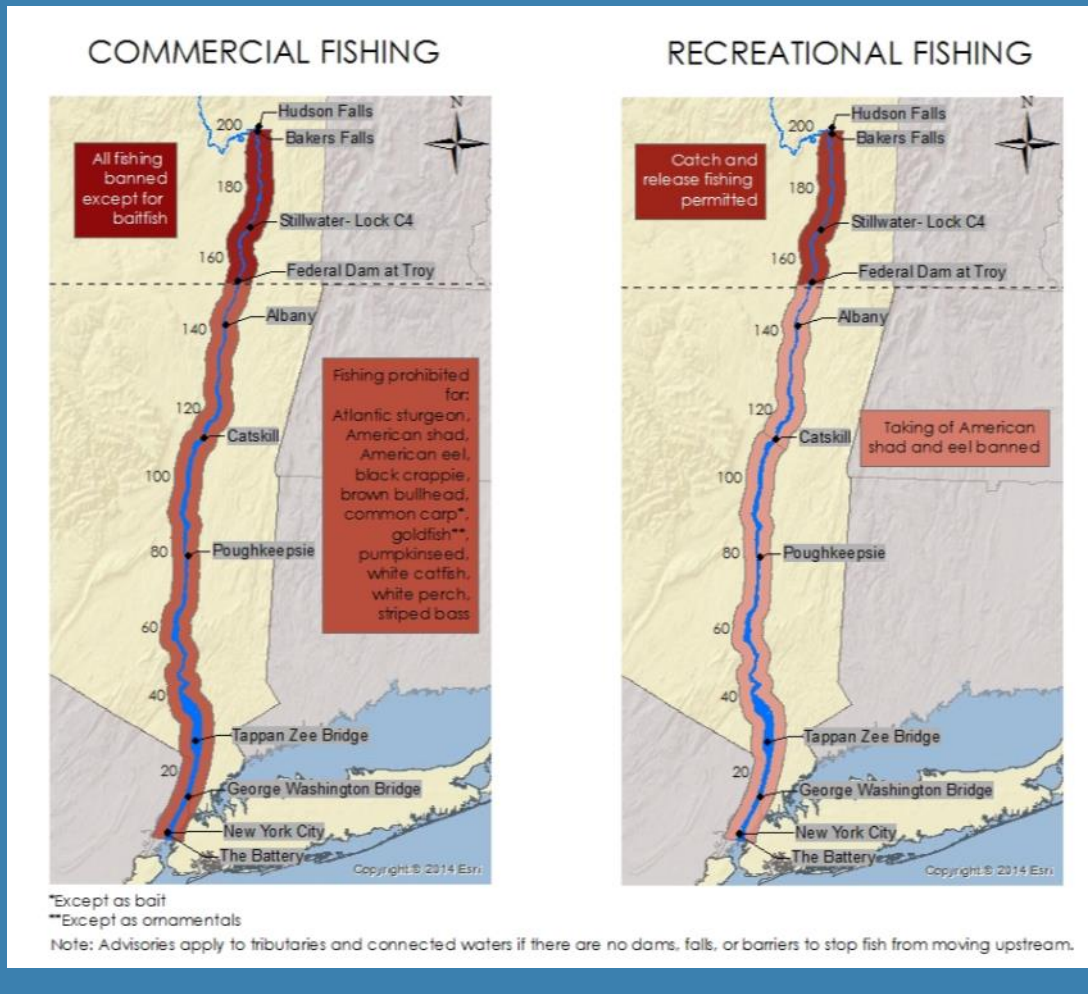 COMMERCIAL FISHING
N
Hudson Falls
200
Bakers Falls
All fishing
banned
except for
baitfish
180
Stillwater- Lock C4
160
Federal Dam at Troy
140
Albany
Fishing prohibited
for:
Atlantic sturgeon,
American shad,
American eel,
black crappie,
brown bullhead,
common carp*,
goldfish**,
pumpkinseed,
white catfish,
white perch,
striped bass
120
Catskill
100
80
Poughkeepsie
60
40
Tappan Zee Bridge
20
George Washington Bridge
New York City
The Battery
Copyright:© 2014 Esri
RECREATIONAL FISHING
N
Hudson Falls
200
Bakers Falls
Catch and
release fishing
permitted
180
Stillwater- Lock C4
160
Federal Dam at Troy
140
Albany
120
Catskill
Taking of American
shad and eel banned
100
80
Poughkeepsie
60
40
Tappan Zee Bridge
20
George Washington Bridge
New York City
The Battery
Copyright:© 2014 Esri
*Except as bait
**Except as ornamentals
Note: Advisories apply to tributaries and connected waters if there are no dams, falls, or barriers to stop fish from moving upstream.